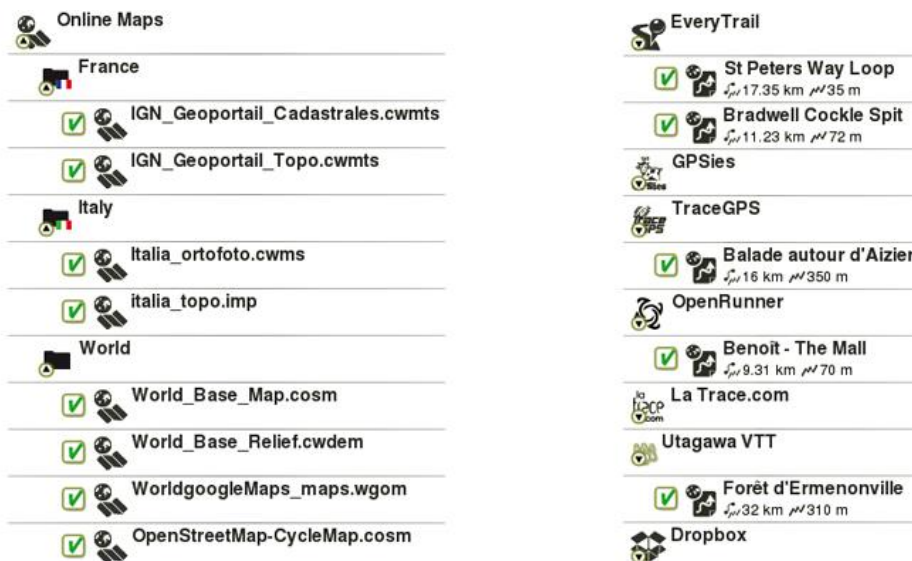 Online Maps
France
IGN_Geoportail_Cadastrales.cwmts
IGN_Geoportail_Topo.cwmts
Italy
Italia_ortofoto.cwms
italia_topo.imp
World
World_Base_Map.cosm
World_Base_Relief.cwdem
WorldgoogleMaps_maps.wgom
OpenStreetMap-CycleMap.cosm
EveryTrail
St Peters Way Loop
17.35 km 35 m
Bradwell Cockle Spit
11.23 km 72 m
GPSies
TraceGPS
Balade autour d'Aizier
16 km 350 m
OpenRunner
Benoît - The Mall
9.31 km 70 m
la trace .com
La Trace.com
Utagawa VTT
Forêt d'Ermenonville
32 km 310 m
Dropbox